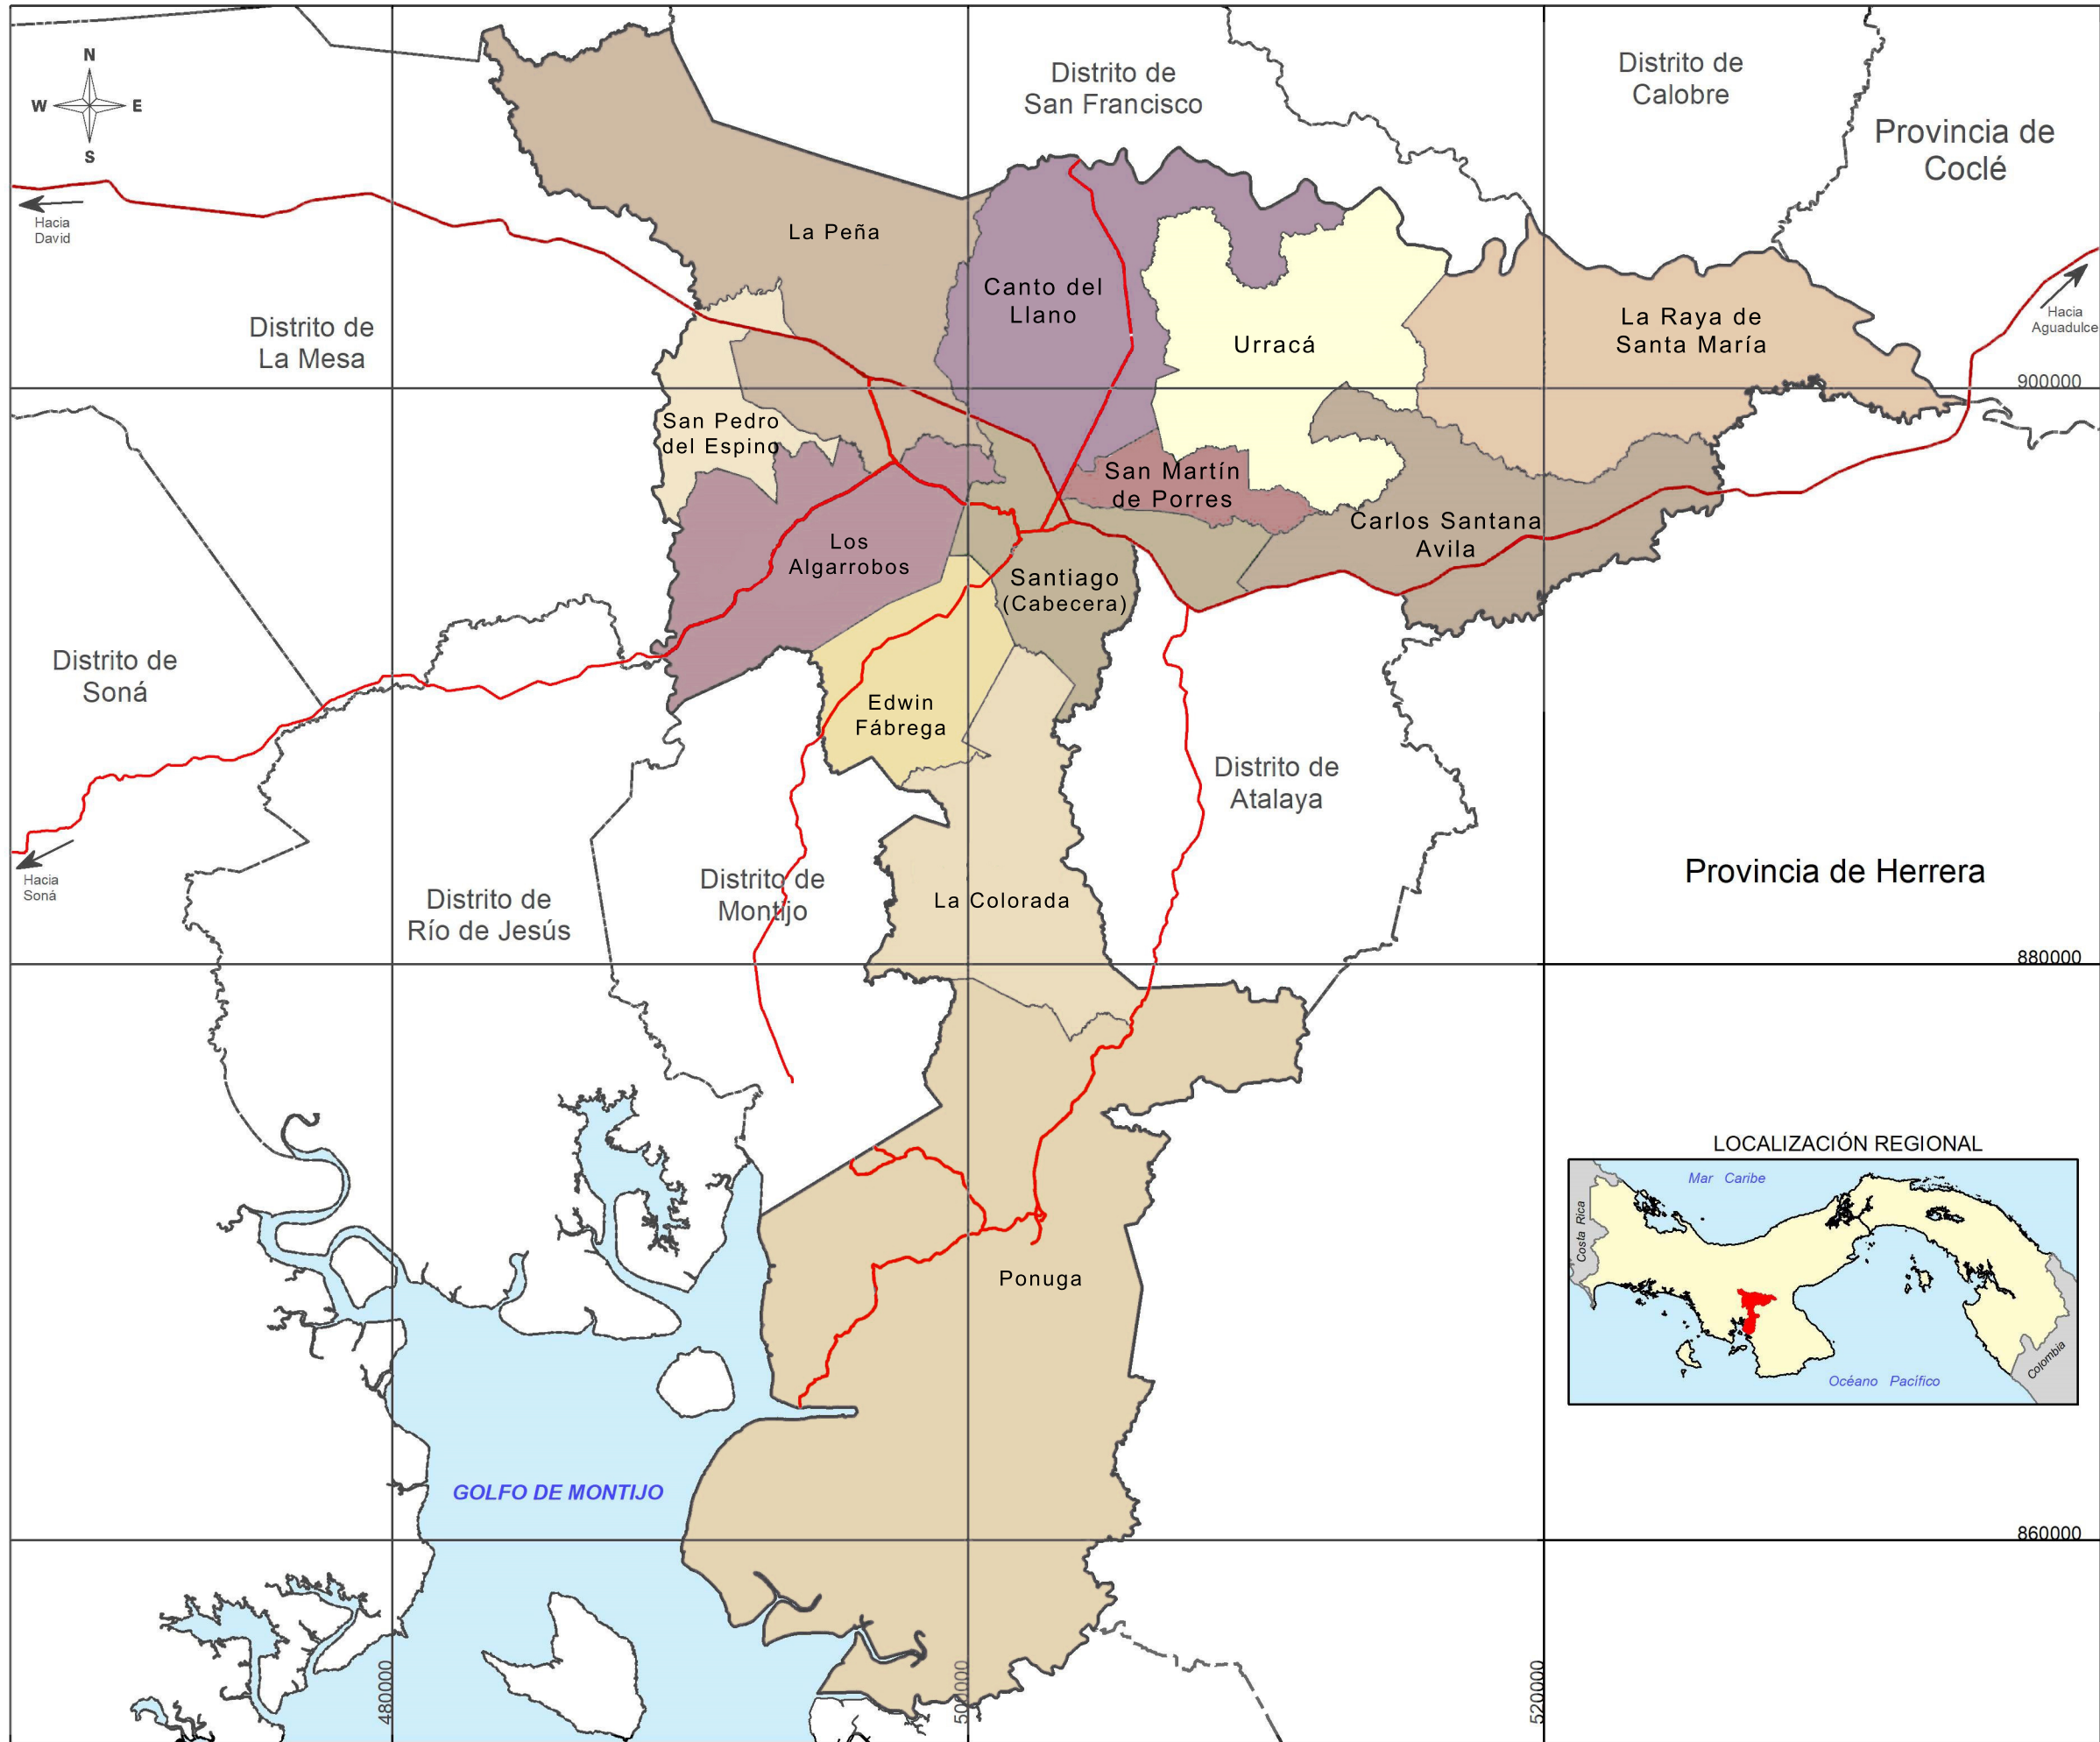 N
W E
S
Distrito de
San Francisco
Distrito de
Calobre
Provincia de
Coclé
Hacia
David
La Peña
Canto del
Llano
Urracá
La Raya de
Santa María
Hacia
Aguadulce
Distrito de
La Mesa
900000
San Pedro
del Espino
San Martín
de Porres
Carlos Santana
Avila
Los
Algarrobos
Santiago
(Cabecera)
Distrito de
Soná
Edwin
Fábrega
Distrito de
Atalaya
Hacia
Soná
Distrito de
Río de Jesús
Distrito de
Montijo
La Colorada
Provincia de Herrera
880000
LOCALIZACIÓN REGIONAL
Mar Caribe
Costa Rica
Colombia
Océano Pacífico
Ponuga
GOLFO DE MONTIJO
860000
480000
500000
520000